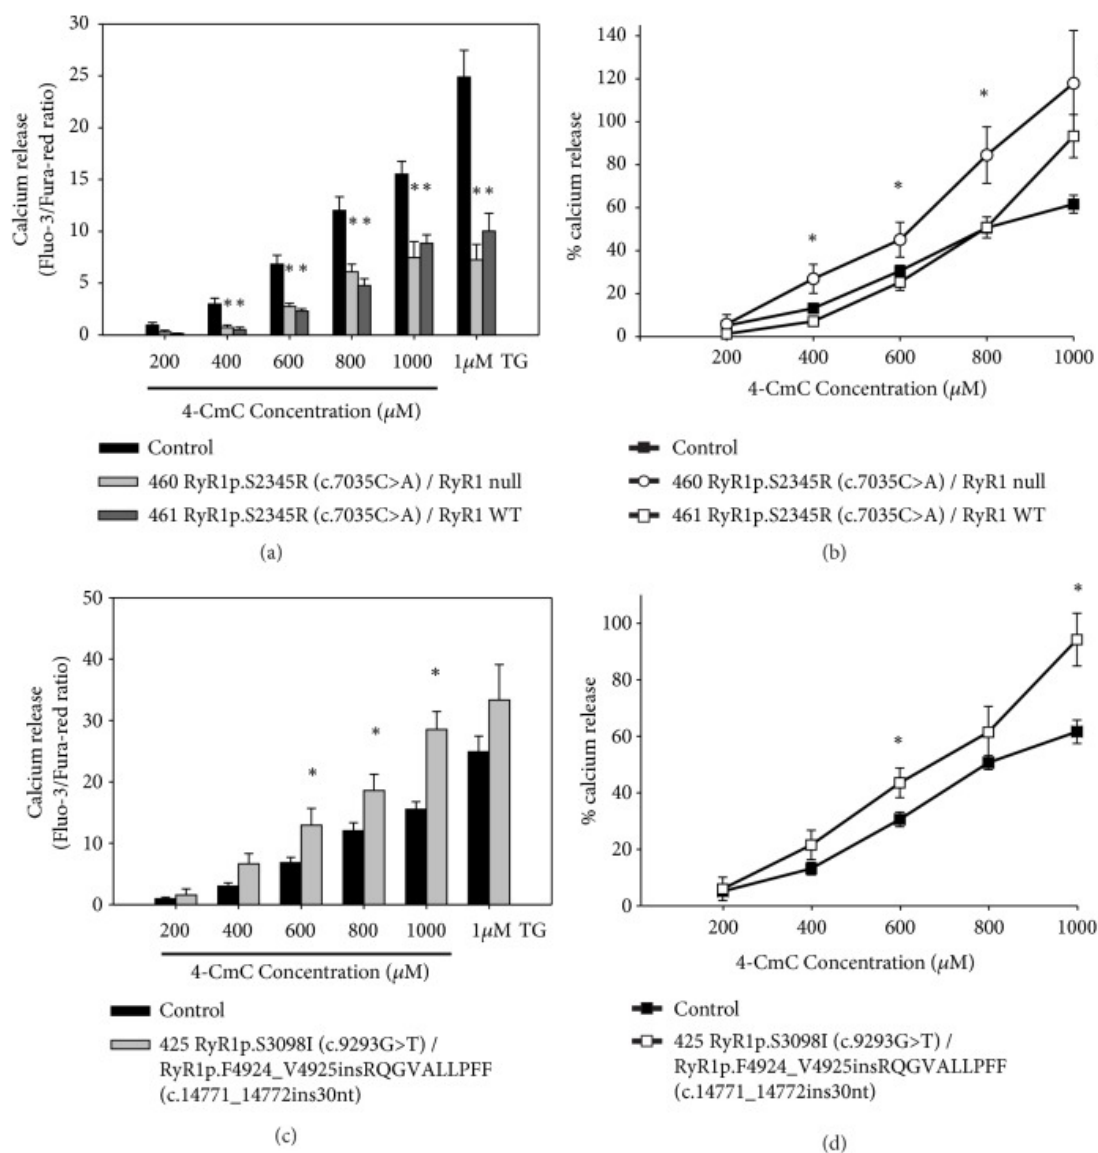 30
25
20
15
10
5
0
Calcium release
(Fluo-3/Fura-red ratio)
* *
* *
* *
* *
* *
200 400 600 800 1000 1μM TG
4-CmC Concentration (μM)
Control
460 RyR1p.S2345R (c.7035C>A) / RyR1 null
461 RyR1p.S2345R (c.7035C>A) / RyR1 WT
(a)
140
120
100
80
60
40
20
0
% calcium release
*
*
*
200 400 600 800 1000
4-CmC Concentration (μM)
Control
460 RyR1p.S2345R (c.7035C>A) / RyR1 null
461 RyR1p.S2345R (c.7035C>A) / RyR1 WT
(b)
50
40
30
20
10
0
Calcium release
(Fluo-3/Fura-red ratio)
*
*
*
200 400 600 800 1000 1μM TG
4-CmC Concentration (μM)
Control
425 RyR1p.S3098I (c.9293G>T) /
RyR1p.F4924_V4925insRQGVALLPFF
(c.14771_14772ins30nt)
(c)
100
80
60
40
20
0
% calcium release
*
*
200 400 600 800 1000
4-CmC Concentration (μM)
Control
425 RyR1p.S3098I (c.9293G>T) /
RyR1p.F4924_V4925insRQGVALLPFF
(c.14771_14772ins30nt)
(d)